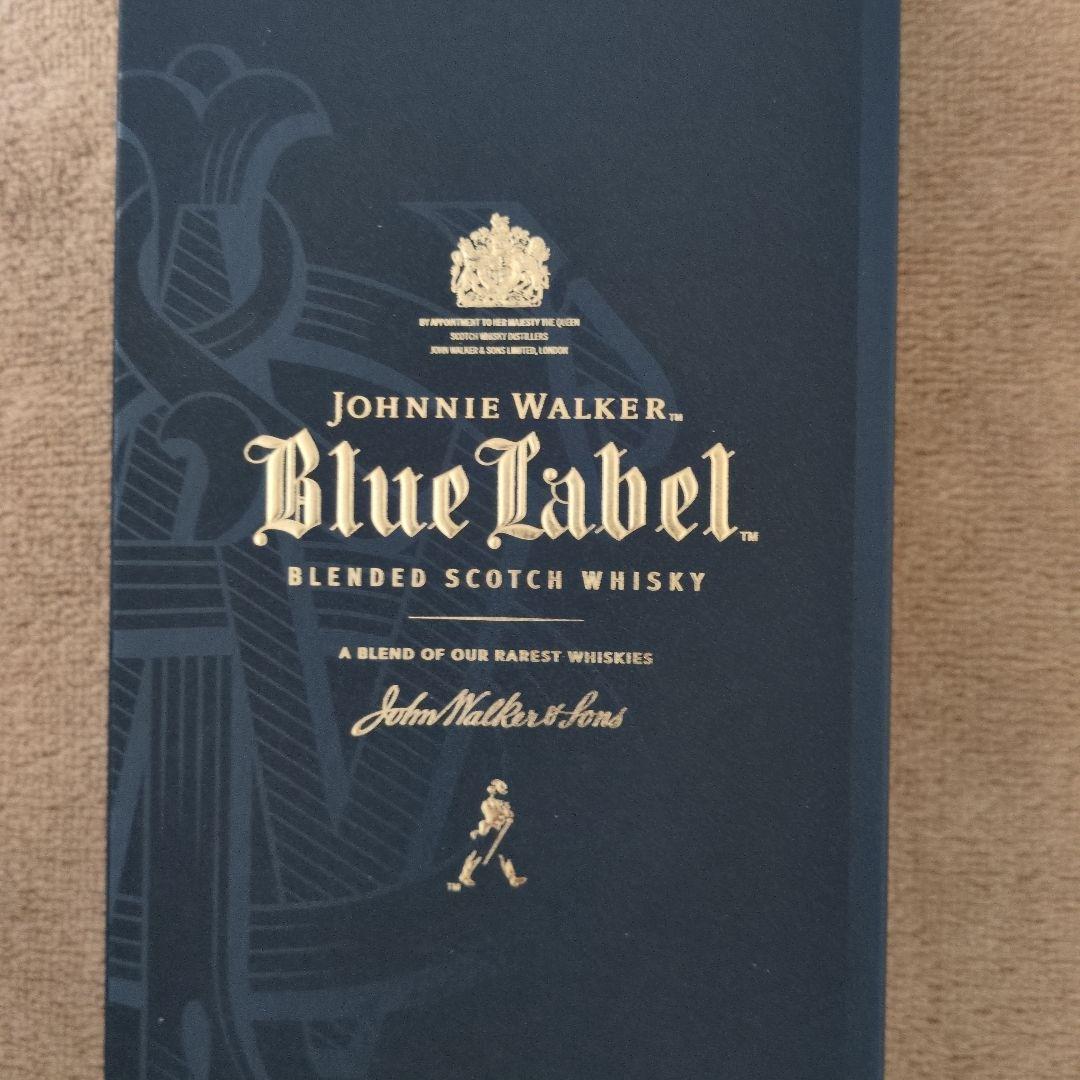 BY APPOINTMENT TO HER MAJESTY THE QUEEN
SCOTCH WHISKY DISTILLERS
JOHN WALKER & SONS LIMITED, LONDON
JOHNNIE WALKER™
Blue Label™
BLENDED SCOTCH WHISKY
A BLEND OF OUR RAREST WHISKIES
John Walker & Sons
TM